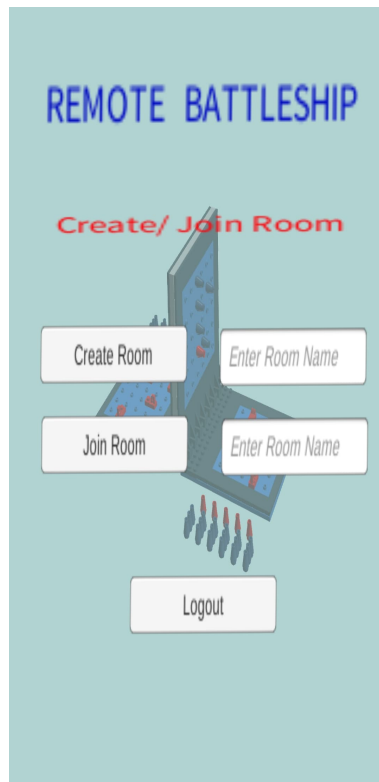 REMOTE BATTLESHIP
Create/ Join Room
Create Room
Enter Room Name
Join Room
Enter Room Name
Logout